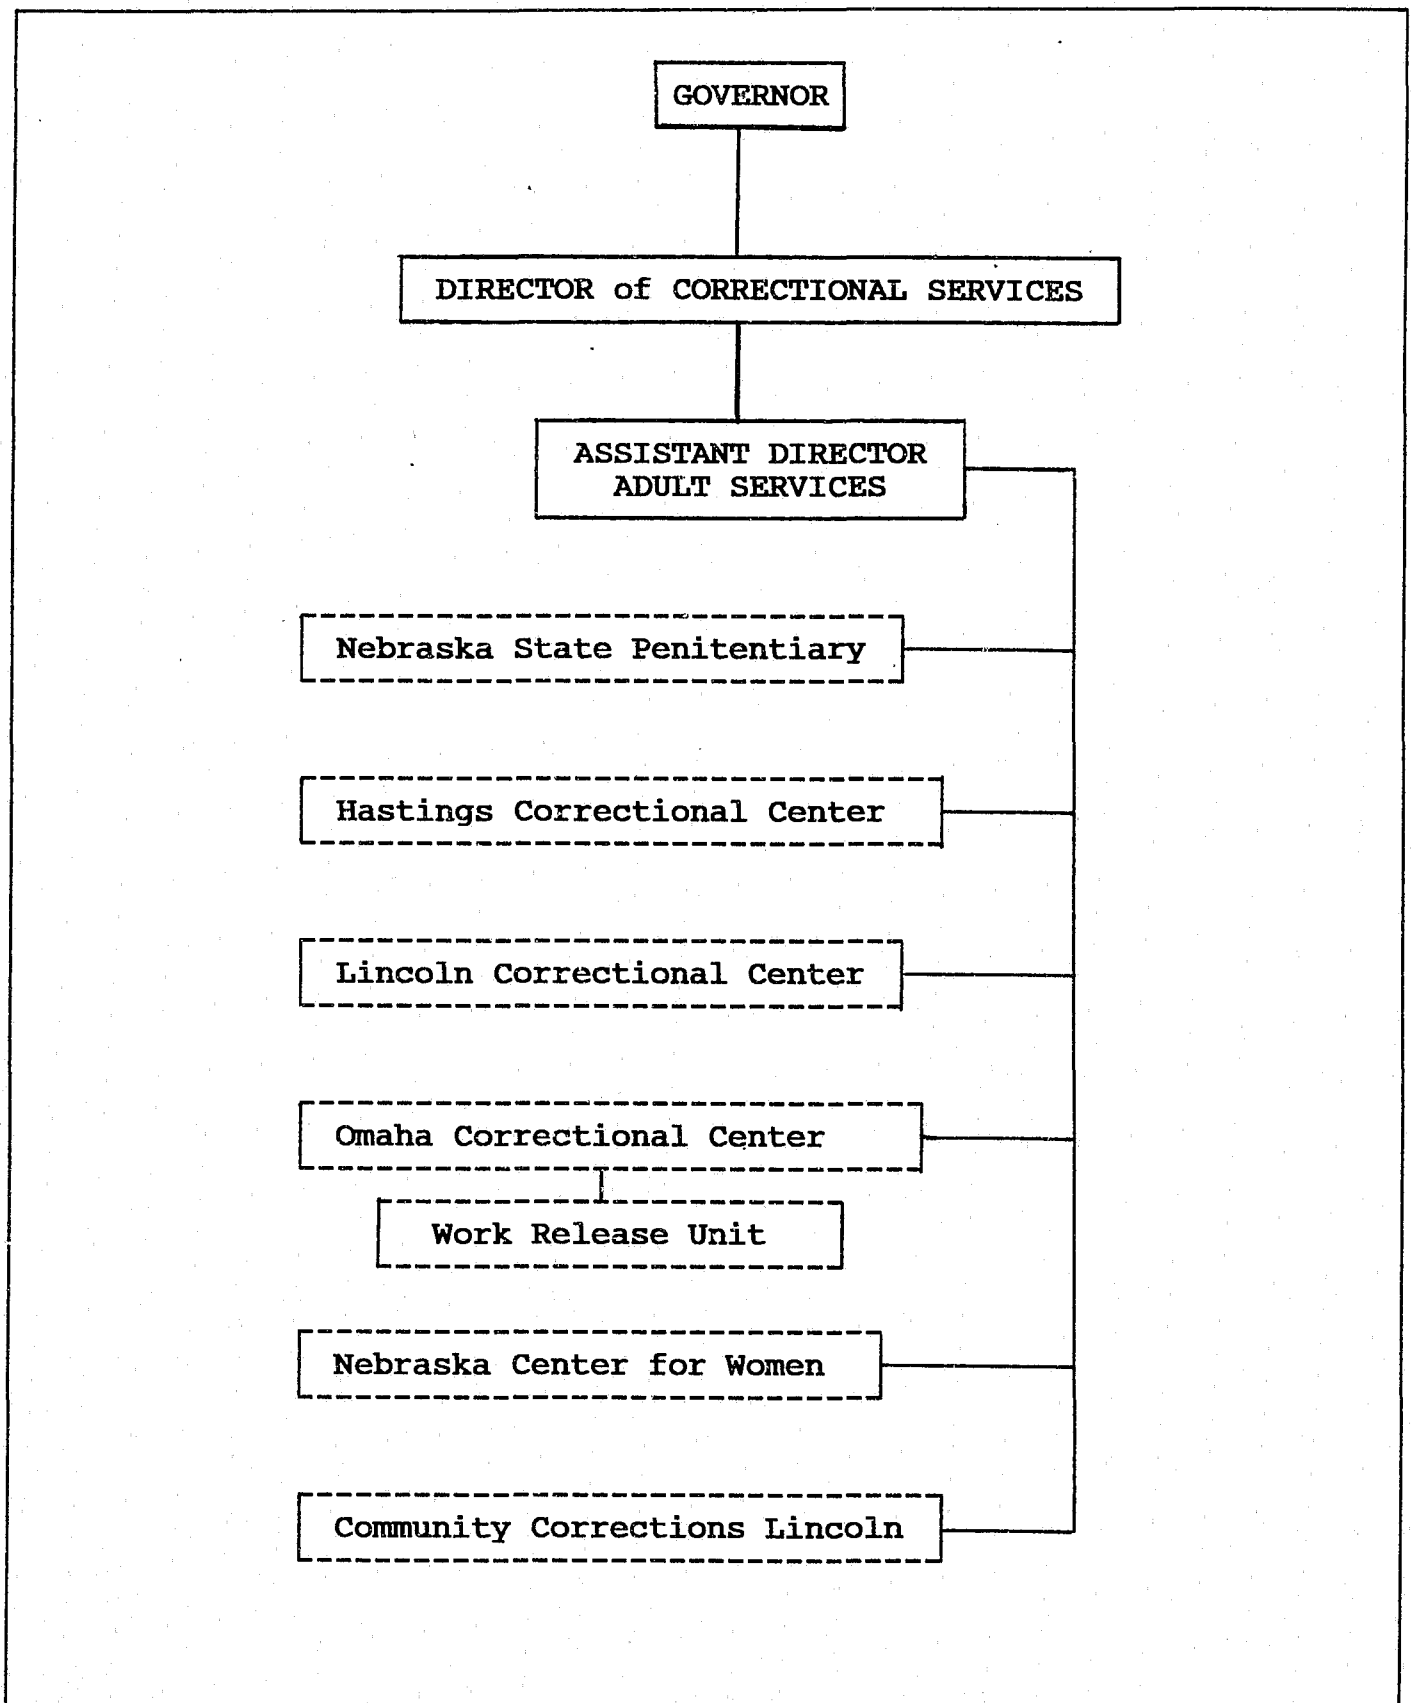 GOVERNOR
DIRECTOR of CORRECTIONAL SERVICES
ASSISTANT DIRECTOR
ADULT SERVICES
Nebraska State Penitentiary
Hastings Correctional Center
Lincoln Correctional Center
Omaha Correctional Center
Work Release Unit
Nebraska Center for Women
Community Corrections Lincoln